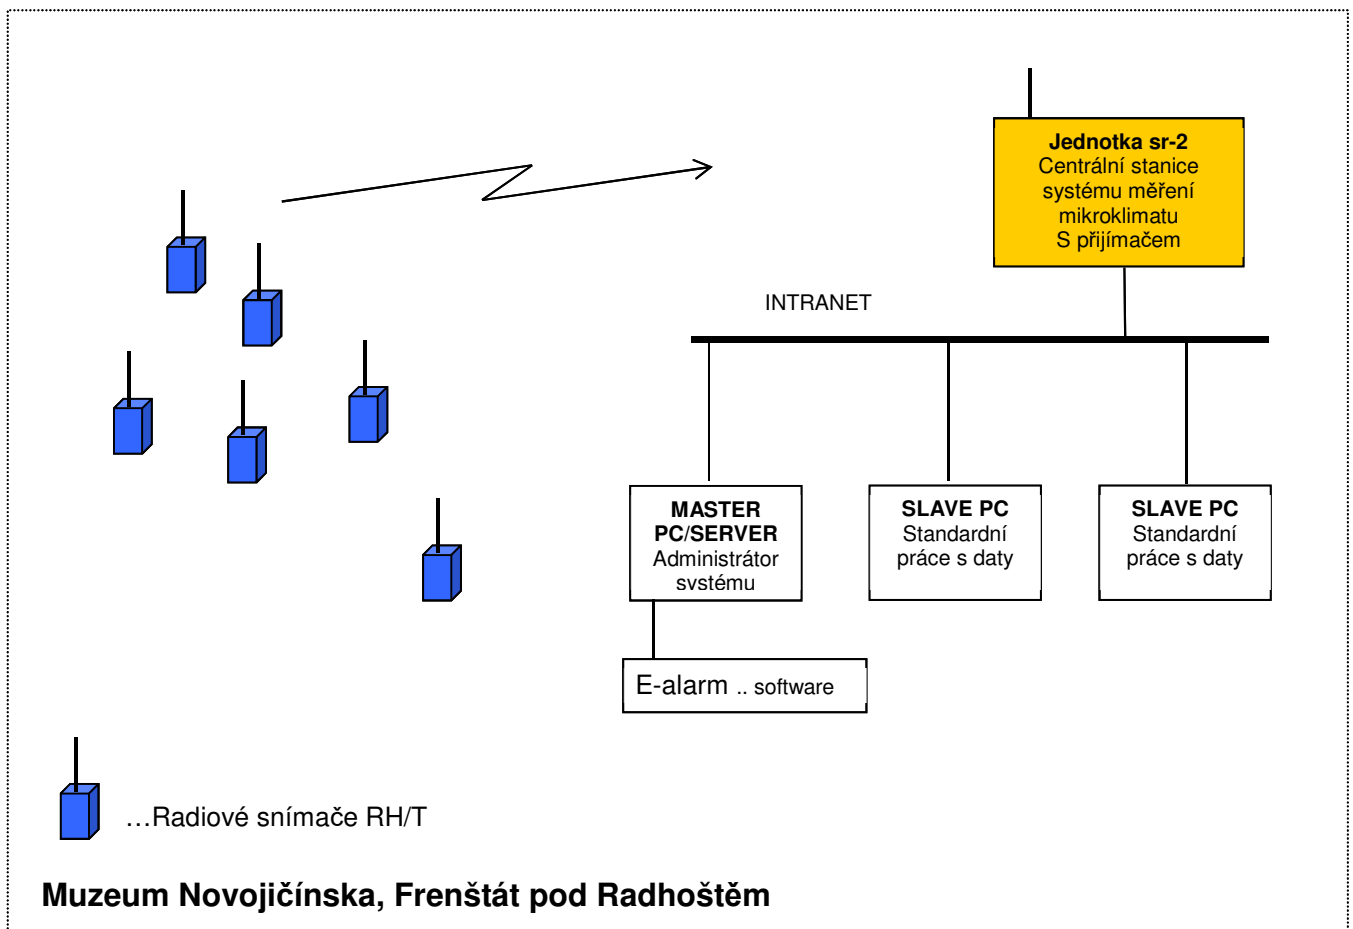 Jednotka sr-2
Centrální stanice
systému měření
mikroklimatu
S přijímačem
INTRANET
MASTER
PC/SERVER
Administrátor
systému
SLAVE PC
Standardní
práce s daty
SLAVE PC
Standardní
práce s daty
E-alarm .. software
…Radiové snímače RH/T
Muzeum Novojičínska, Frenštát pod Radhoštěm